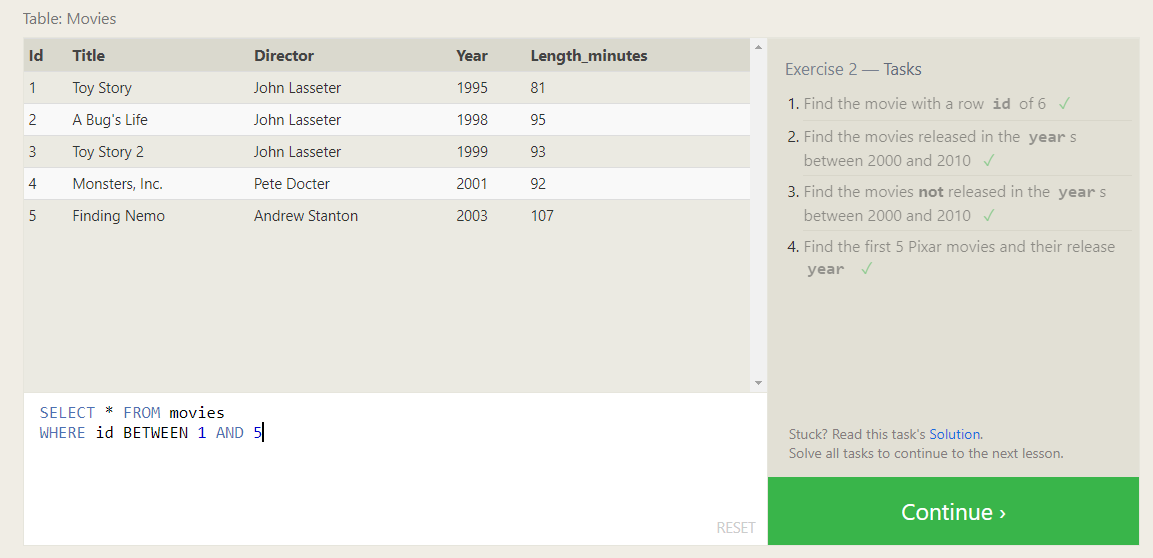 Table: Movies
Id Title Director Year Length_minutes
1 Toy Story John Lasseter 1995 81
2 A Bug's Life John Lasseter 1998 95
3 Toy Story 2 John Lasseter 1999 93
4 Monsters, Inc. Pete Docter 2001 92
5 Finding Nemo Andrew Stanton 2003 107
SELECT * FROM movies
WHERE id BETWEEN 1 AND 5
RESET
Exercise 2 — Tasks
1. Find the movie with a row id of 6 ✓
2. Find the movies released in the year s
between 2000 and 2010 ✓
3. Find the movies not released in the year s
between 2000 and 2010 ✓
4. Find the first 5 Pixar movies and their release
year ✓
Stuck? Read this task's Solution.
Solve all tasks to continue to the next lesson.
Continue ›